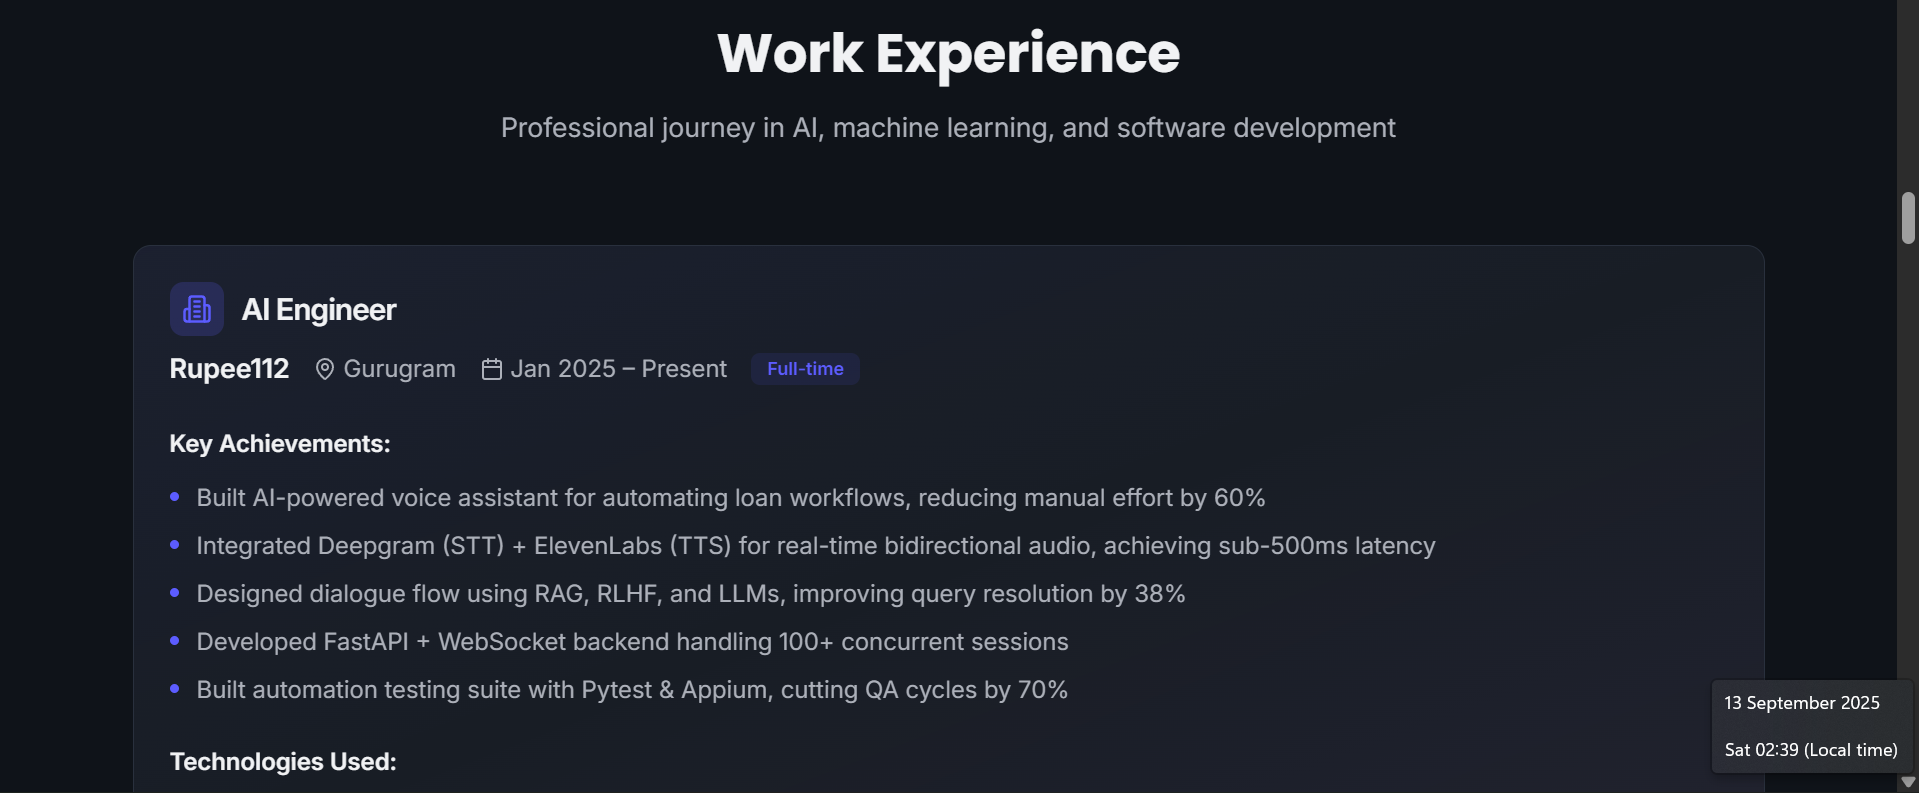 Work Experience
Professional journey in AI, machine learning, and software development
AI Engineer
Rupee112 Gurugram Jan 2025 – Present Full-time
Key Achievements:
Built AI-powered voice assistant for automating loan workflows, reducing manual effort by 60%
Integrated Deepgram (STT) + ElevenLabs (TTS) for real-time bidirectional audio, achieving sub-500ms latency
Designed dialogue flow using RAG, RLHF, and LLMs, improving query resolution by 38%
Developed FastAPI + WebSocket backend handling 100+ concurrent sessions
Built automation testing suite with Pytest & Appium, cutting QA cycles by 70%
Technologies Used:
13 September 2025
Sat 02:39 (Local time)